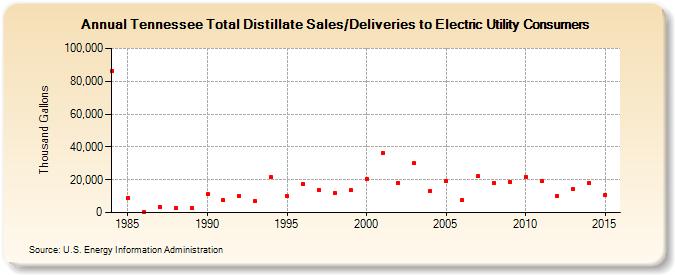 Annual Tennessee Total Distillate Sales/Deliveries to Electric Utility Consumers
Thousand Gallons
100,000
80,000
60,000
40,000
20,000
0
1985 1990 1995 2000 2005 2010 2015
Source: U.S. Energy Information Administration